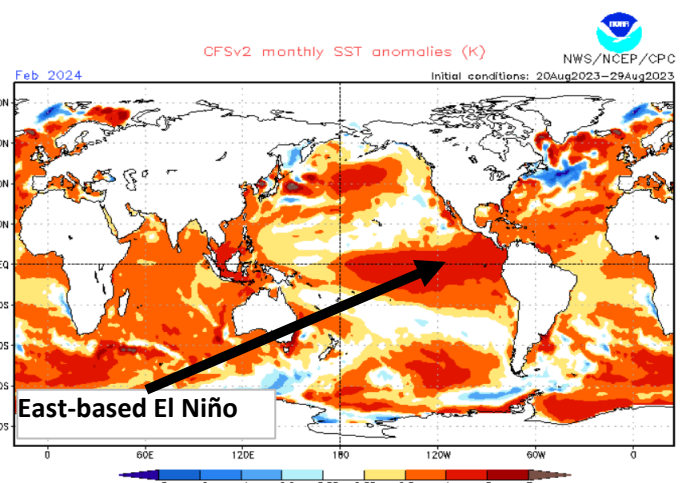 CFSv2 monthly SST anomalies (K)
NWS/NCEP/CPC
Feb 2024
Initial conditions: 20Aug2023–29Aug2023
EQ
East-based El Niño
0 60E 120E 180 120W 60W 0